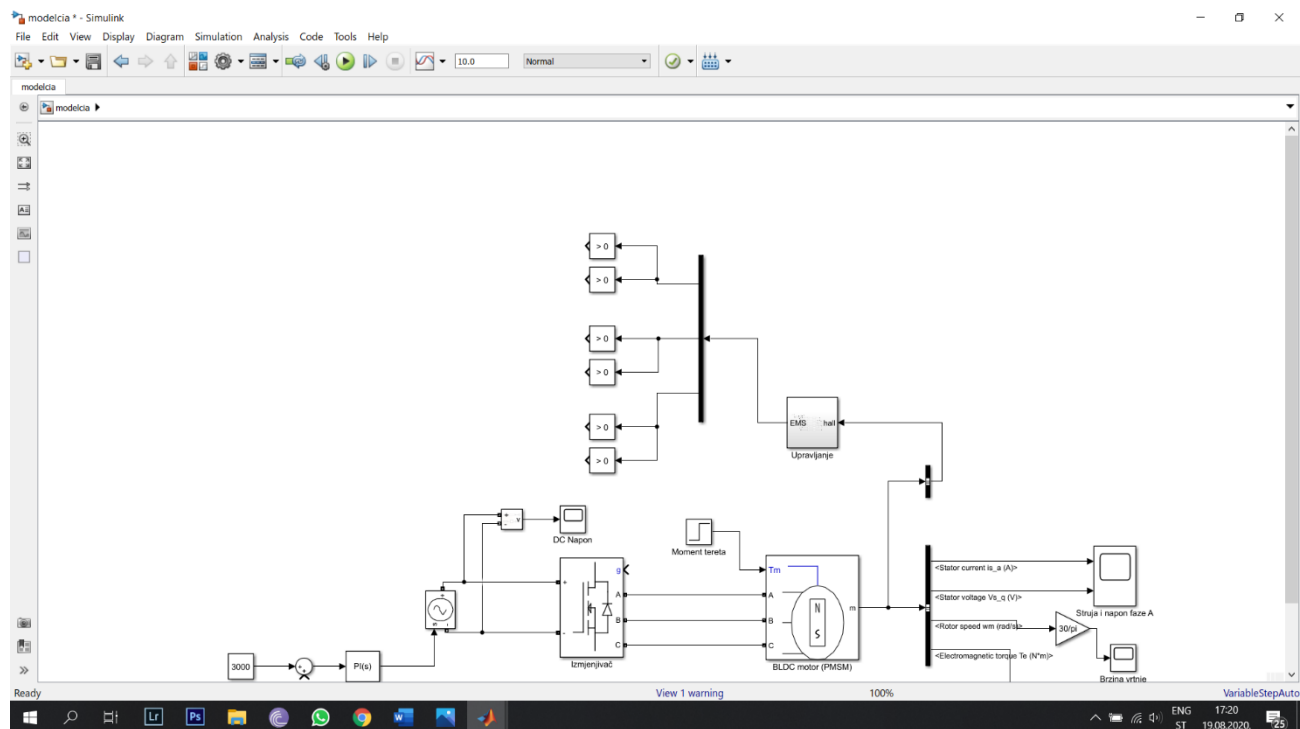 modelcia * - Simulink
File Edit View Display Diagram Simulation Analysis Code Tools Help
10.0 Normal
modelcia
modelcia
> 0
> 0
> 0
> 0
> 0
> 0
EMS hall
Upravljanje
+ - v
DC Napon
Moment tereta
+ - g A B C
Izmjenjivač
Tm A B C N S m
BLDC motor (PMSM)
<Stator current is_a (A)>
<Stator voltage Vs_q (V)>
Struja i napon faze A
<Rotor speed wm (rad/s)>
30/pi
<Electromagnetic torque Te (N*m)>
Brzina vrtnje
3000
PI(s)
Ready View 1 warning 100% VariableStepAuto
Lr Ps
ENG 17:20
ST 19.08.2020. 25